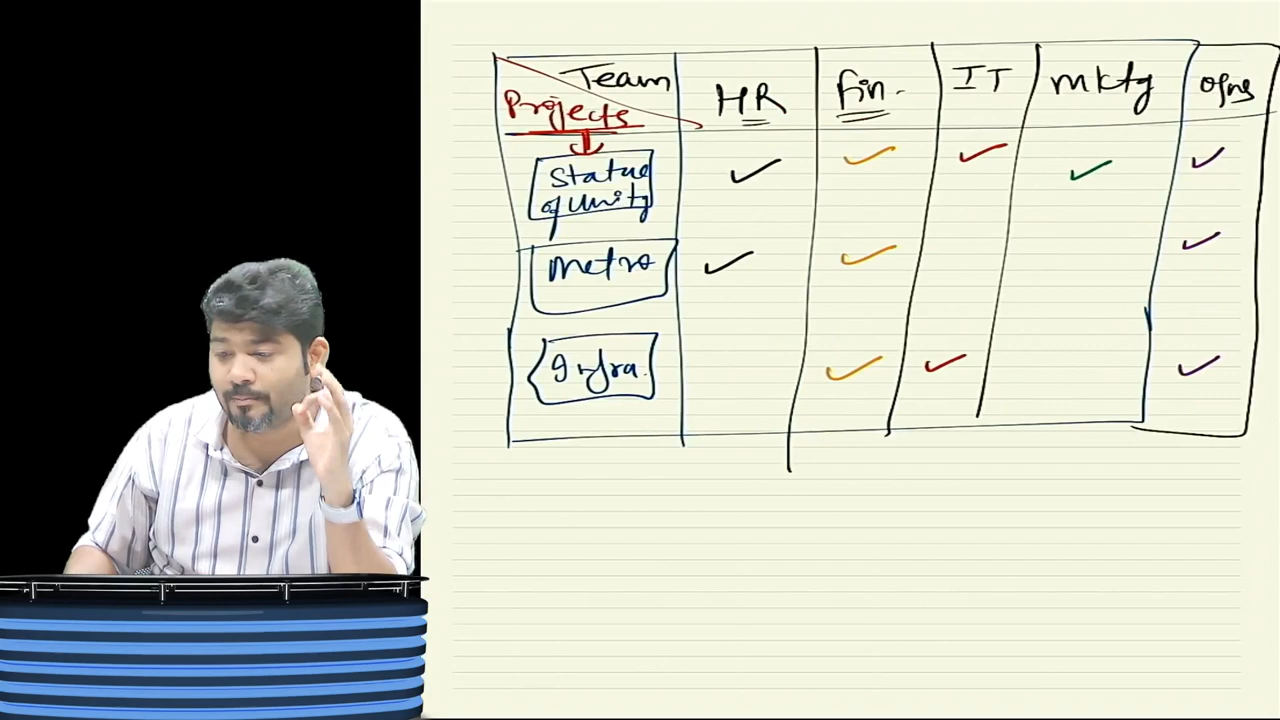 Team HR Fin. IT Mktg Opns
Projects
Statue ✓ ✓ ✓ ✓ ✓
of Unity
Metro ✓ ✓ ✓
Infra. ✓ ✓ ✓